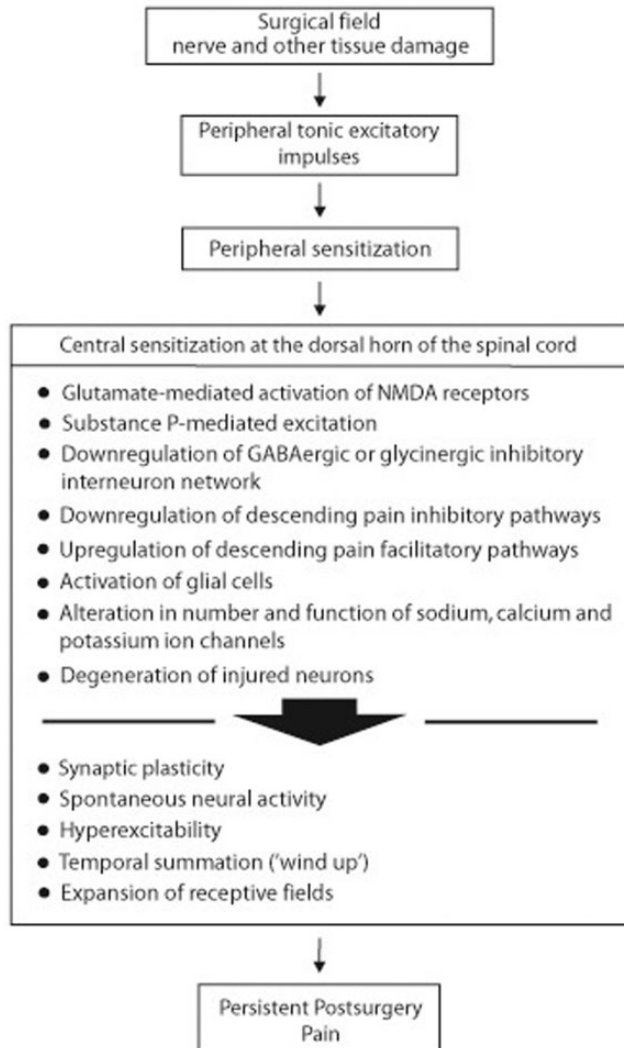 Surgical field
nerve and other tissue damage
Peripheral tonic excitatory
impulses
Peripheral sensitization
Central sensitization at the dorsal horn of the spinal cord
● Glutamate-mediated activation of NMDA receptors
● Substance P-mediated excitation
● Downregulation of GABAergic or glycinergic inhibitory
interneuron network
● Downregulation of descending pain inhibitory pathways
● Upregulation of descending pain facilitatory pathways
● Activation of glial cells
● Alteration in number and function of sodium, calcium and
potassium ion channels
● Degeneration of injured neurons
● Synaptic plasticity
● Spontaneous neural activity
● Hyperexcitability
● Temporal summation ('wind up')
● Expansion of receptive fields
Persistent Postsurgery
Pain